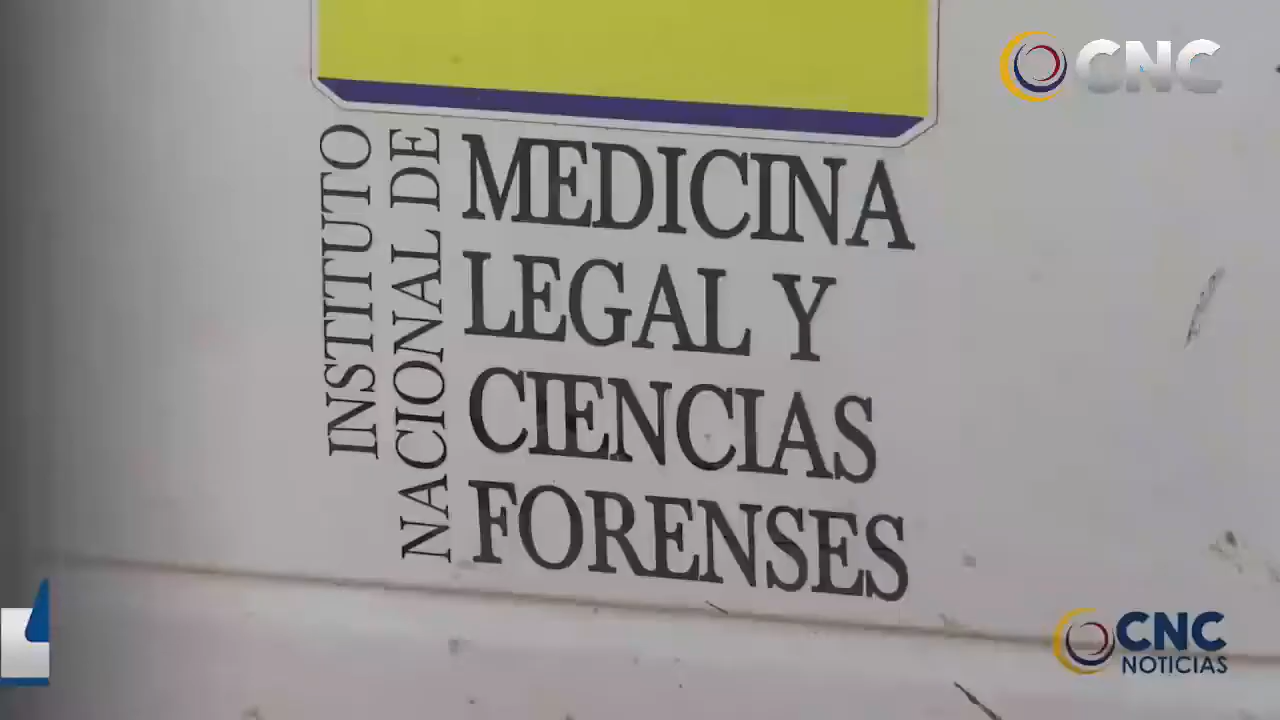 CNC
INSTITUTO
NACIONAL DE
MEDICINA
LEGAL Y
CIENCIAS
FORENSES
CNC
NOTICIAS